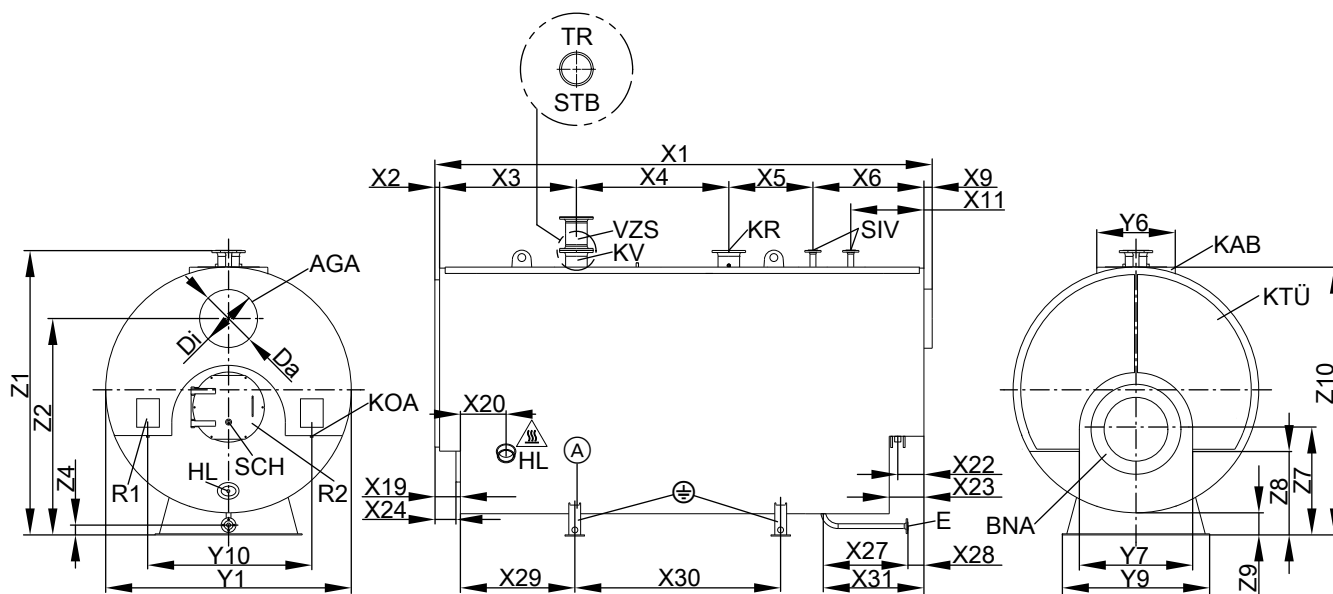 TR
STB
X1
X2
X3
X4
X5
X6
X9
X11
VZS
KV
KR
SIV
Y6
KAB
KTÜ
AGA
Di
Da
Z1
Z2
Z4
Z10
KOA
X20
HL
A
HL
SCH
R1
R2
X19
X24
X22
X23
E
BNA
Z7
Z8
Z9
Y10
Y1
X29
X30
X27
X28
X31
Y7
Y9